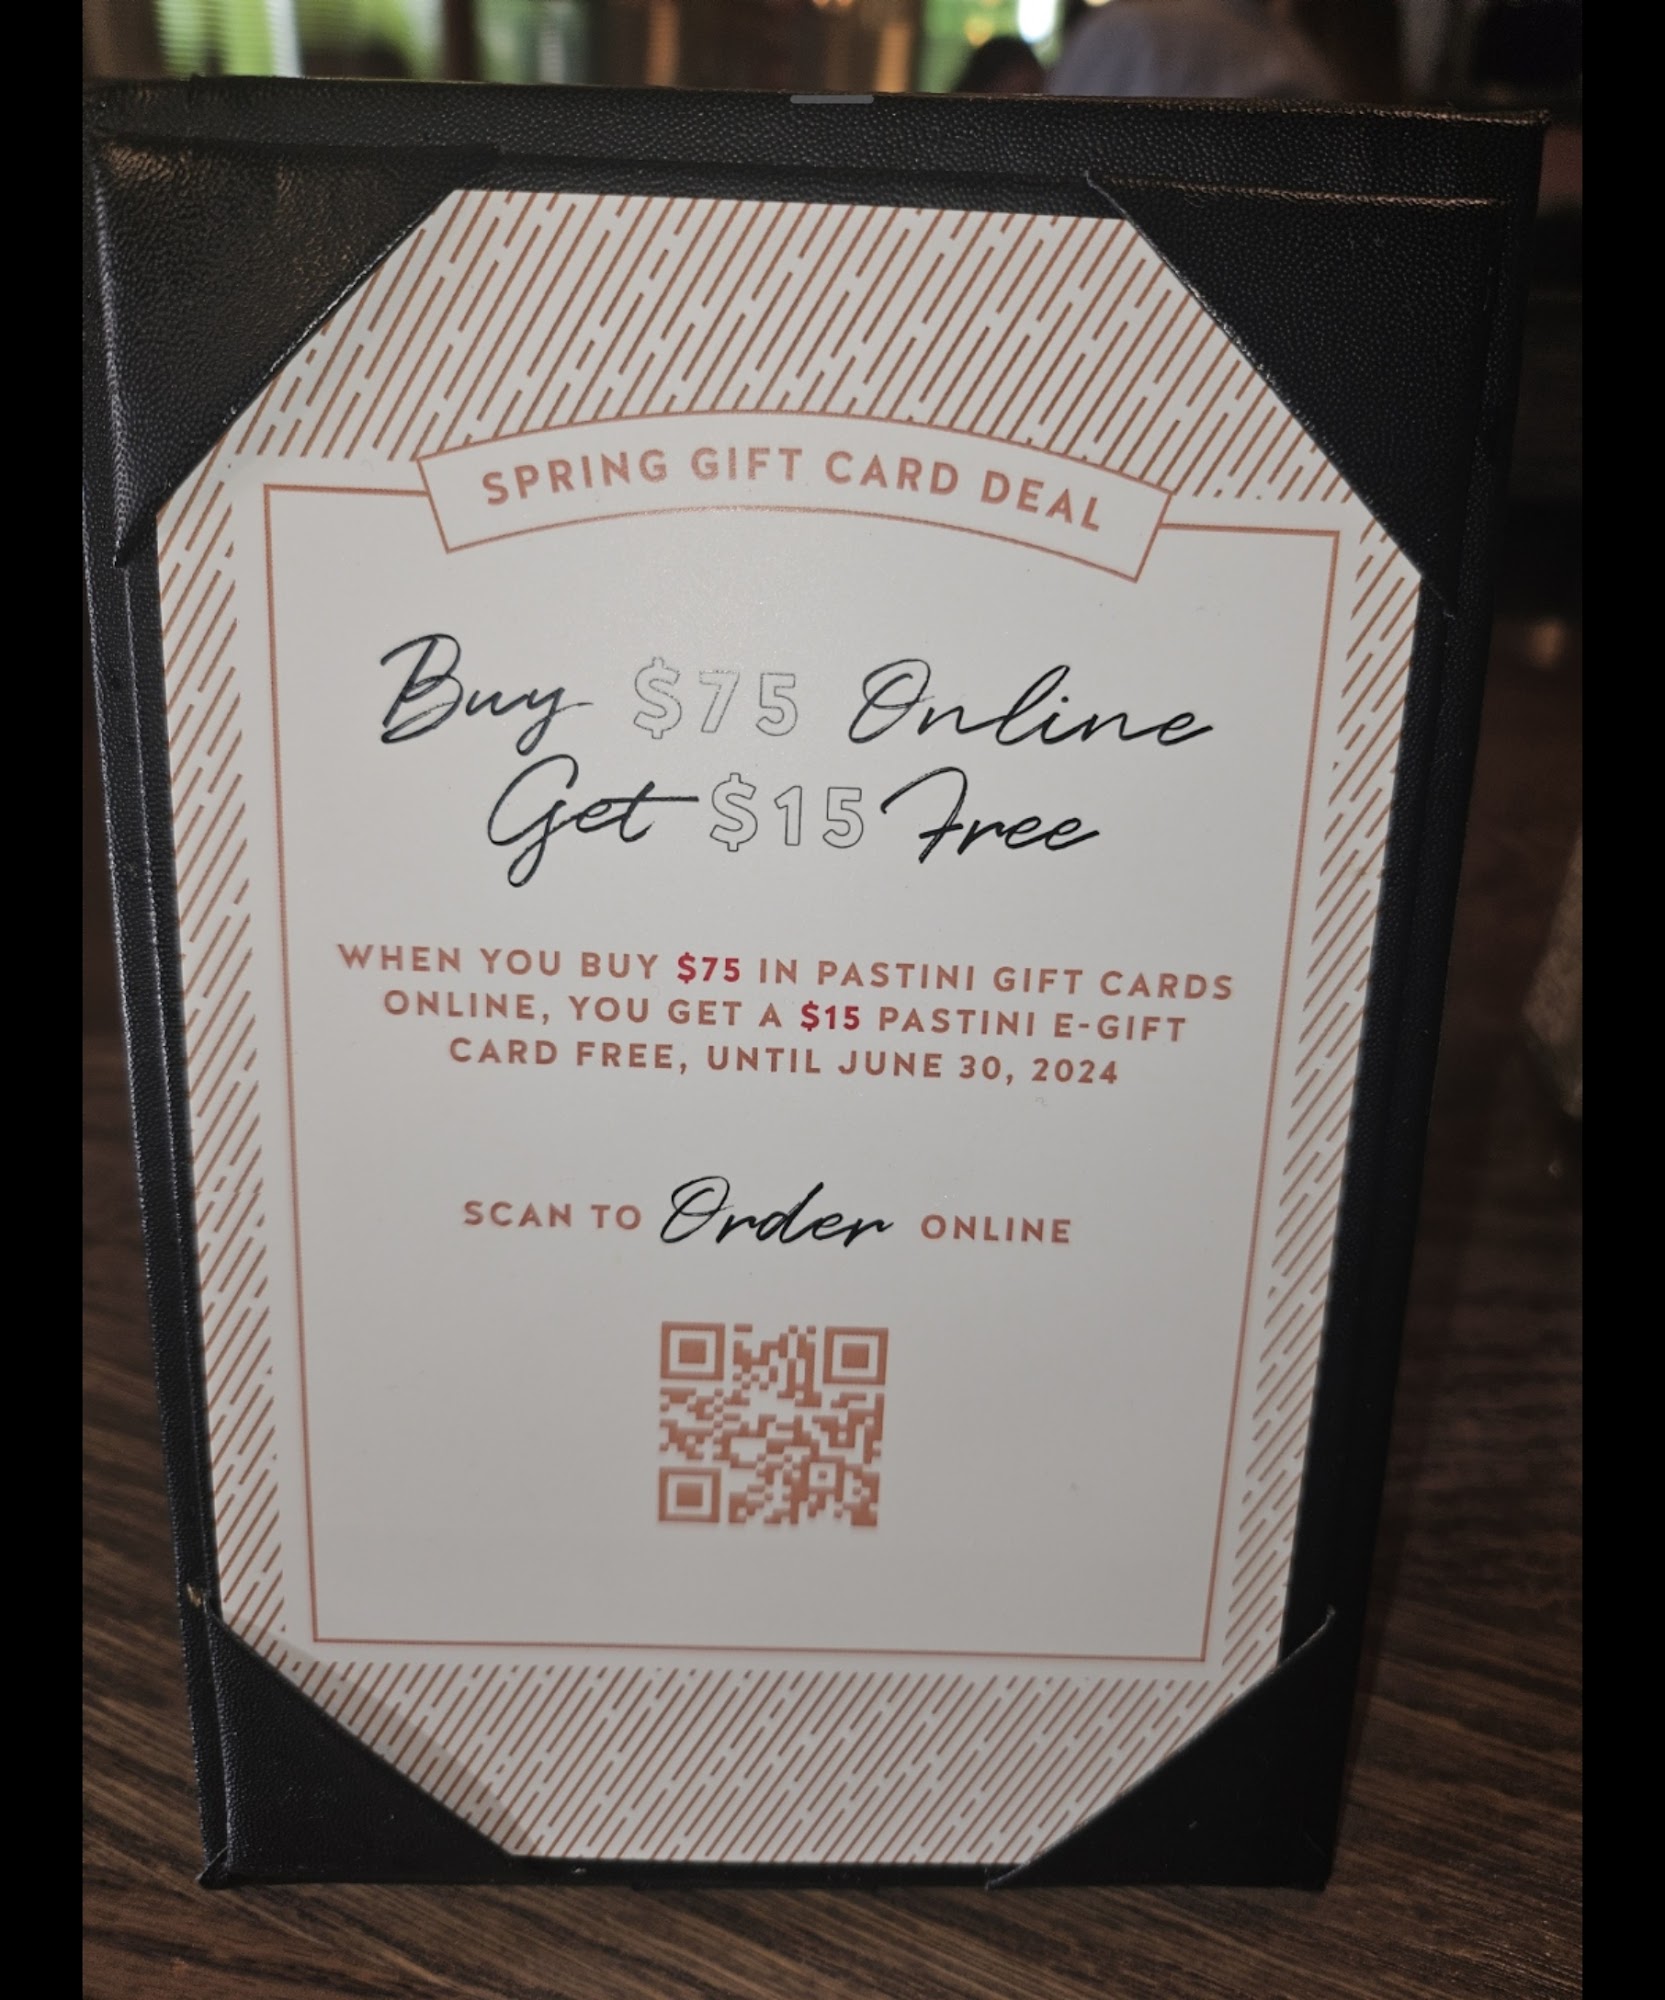 SPRING GIFT CARD DEAL
Buy $75 Online
Get $15 Free
WHEN YOU BUY $75 IN PASTINI GIFT CARDS
ONLINE, YOU GET A $15 PASTINI E-GIFT
CARD FREE, UNTIL JUNE 30, 2024
SCAN TO Order ONLINE